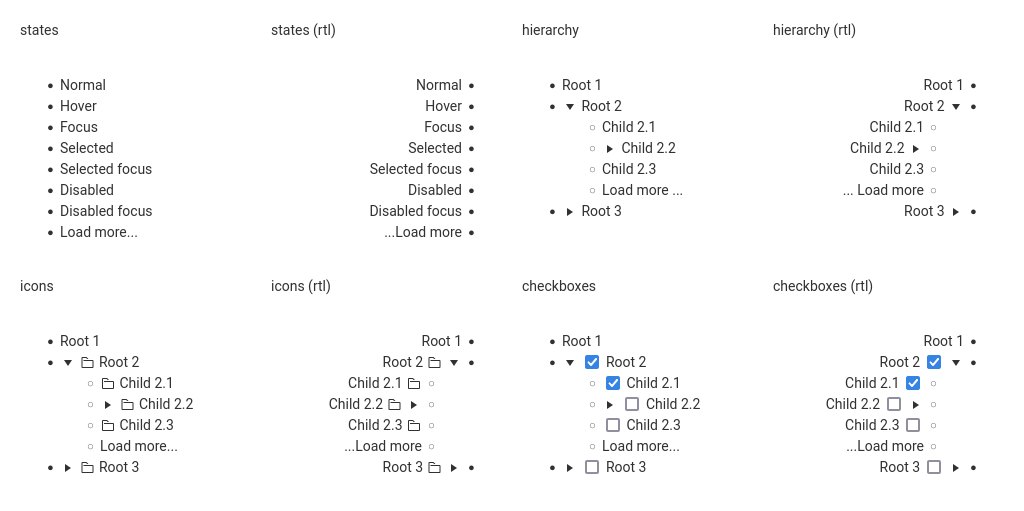 states
Normal
Hover
Focus
Selected
Selected focus
Disabled
Disabled focus
Load more...
states (rtl)
Normal
Hover
Focus
Selected
Selected focus
Disabled
Disabled focus
...Load more
hierarchy
Root 1
Root 2
Child 2.1
Child 2.2
Child 2.3
Load more ...
Root 3
hierarchy (rtl)
Root 1
Root 2
Child 2.1
Child 2.2
Child 2.3
... Load more
Root 3
icons
Root 1
Root 2
Child 2.1
Child 2.2
Child 2.3
Load more...
Root 3
icons (rtl)
Root 1
Root 2
Child 2.1
Child 2.2
Child 2.3
...Load more
Root 3
checkboxes
Root 1
Root 2
Child 2.1
Child 2.2
Child 2.3
Load more...
Root 3
checkboxes (rtl)
Root 1
Root 2
Child 2.1
Child 2.2
Child 2.3
...Load more
Root 3